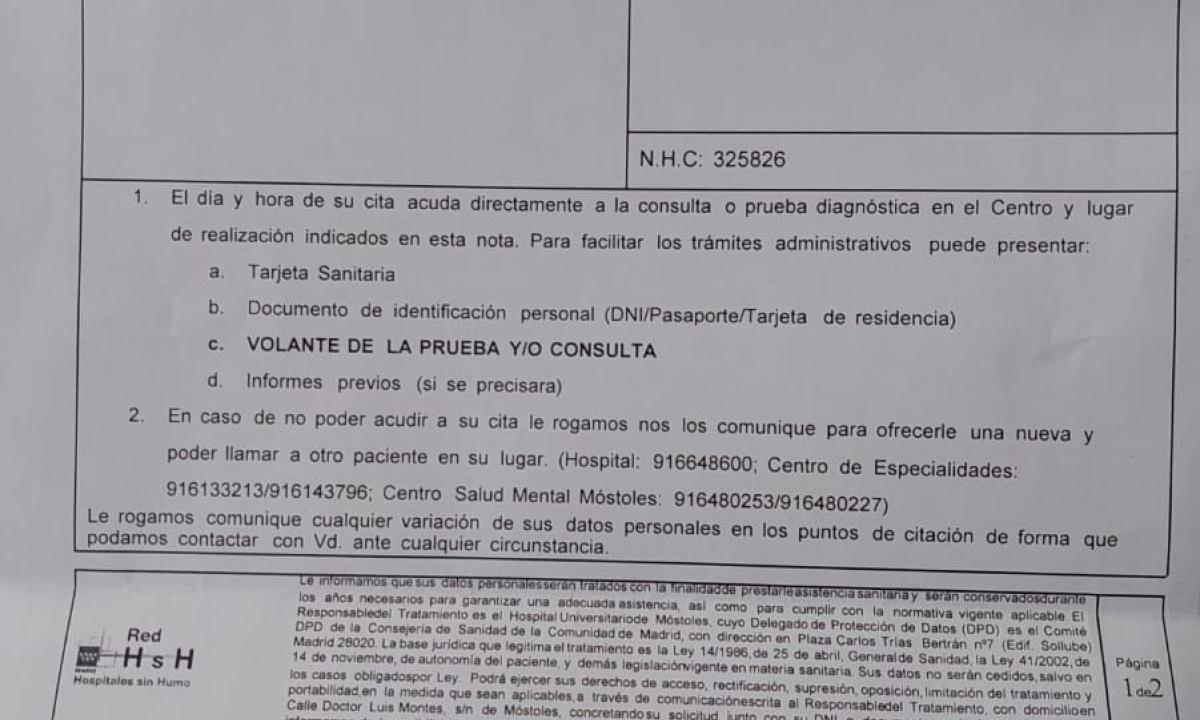 N.H.C: 325826
1. El dia y hora de su cita acuda directamente a la consulta o prueba diagnóstica en el Centro y lugar
de realización indicados en esta nota. Para facilitar los trámites administrativos puede presentar:
a. Tarjeta Sanitaria
b. Documento de identificación personal (DNI/Pasaporte/Tarjeta de residencia)
c. VOLANTE DE LA PRUEBA Y/O CONSULTA
d. Informes previos (si se precisara)
2. En caso de no poder acudir a su cita le rogamos nos los comunique para ofrecerle una nueva y
poder llamar a otro paciente en su lugar. (Hospital: 916648600; Centro de Especialidades:
916133213/916143796; Centro Salud Mental Móstoles: 916480253/916480227)
Le rogamos comunique cualquier variación de sus datos personales en los puntos de citación de forma que
podamos contactar con Vd. ante cualquier circunstancia.
Red
H s H
Hospitales sin Humo
Le informamos que sus datos personalesserán tratados con la finalidadde prestarleasistencia sanitaria y serán conservadosdurante
los años necesarios para garantizar una adecuada asistencia, así como para cumplir con la normativa vigente aplicable. El
Responsabledel Tratamiento es el Hospital Universitariode Móstoles, cuyo Delegado de Protección de Datos (DPD) es el Comité
DPD de la Consejería de Sanidad de la Comunidad de Madrid, con dirección en Plaza Carlos Trías Bertrán nº7 (Edif. Sollube)
Madrid 28020. La base jurídica que legitima el tratamiento es la Ley 14/1986, de 25 de abril, General de Sanidad, la Ley 41/2002, de
14 de noviembre, de autonomía del paciente, y demás legislaciónvigente en materia sanitaria. Sus datos no serán cedidos, salvo en
los casos obligadospor Ley. Podrá ejercer sus derechos de acceso, rectificación, supresión, oposición, limitación del tratamiento y
portabilidad,en la medida que sean aplicables, a través de comunicaciónescrita al Responsabledel Tratamiento, con domicilioen
Calle Doctor Luis Montes, s/n de Móstoles, concretando su solicitud, junto con su DNI o
Página
1 de2